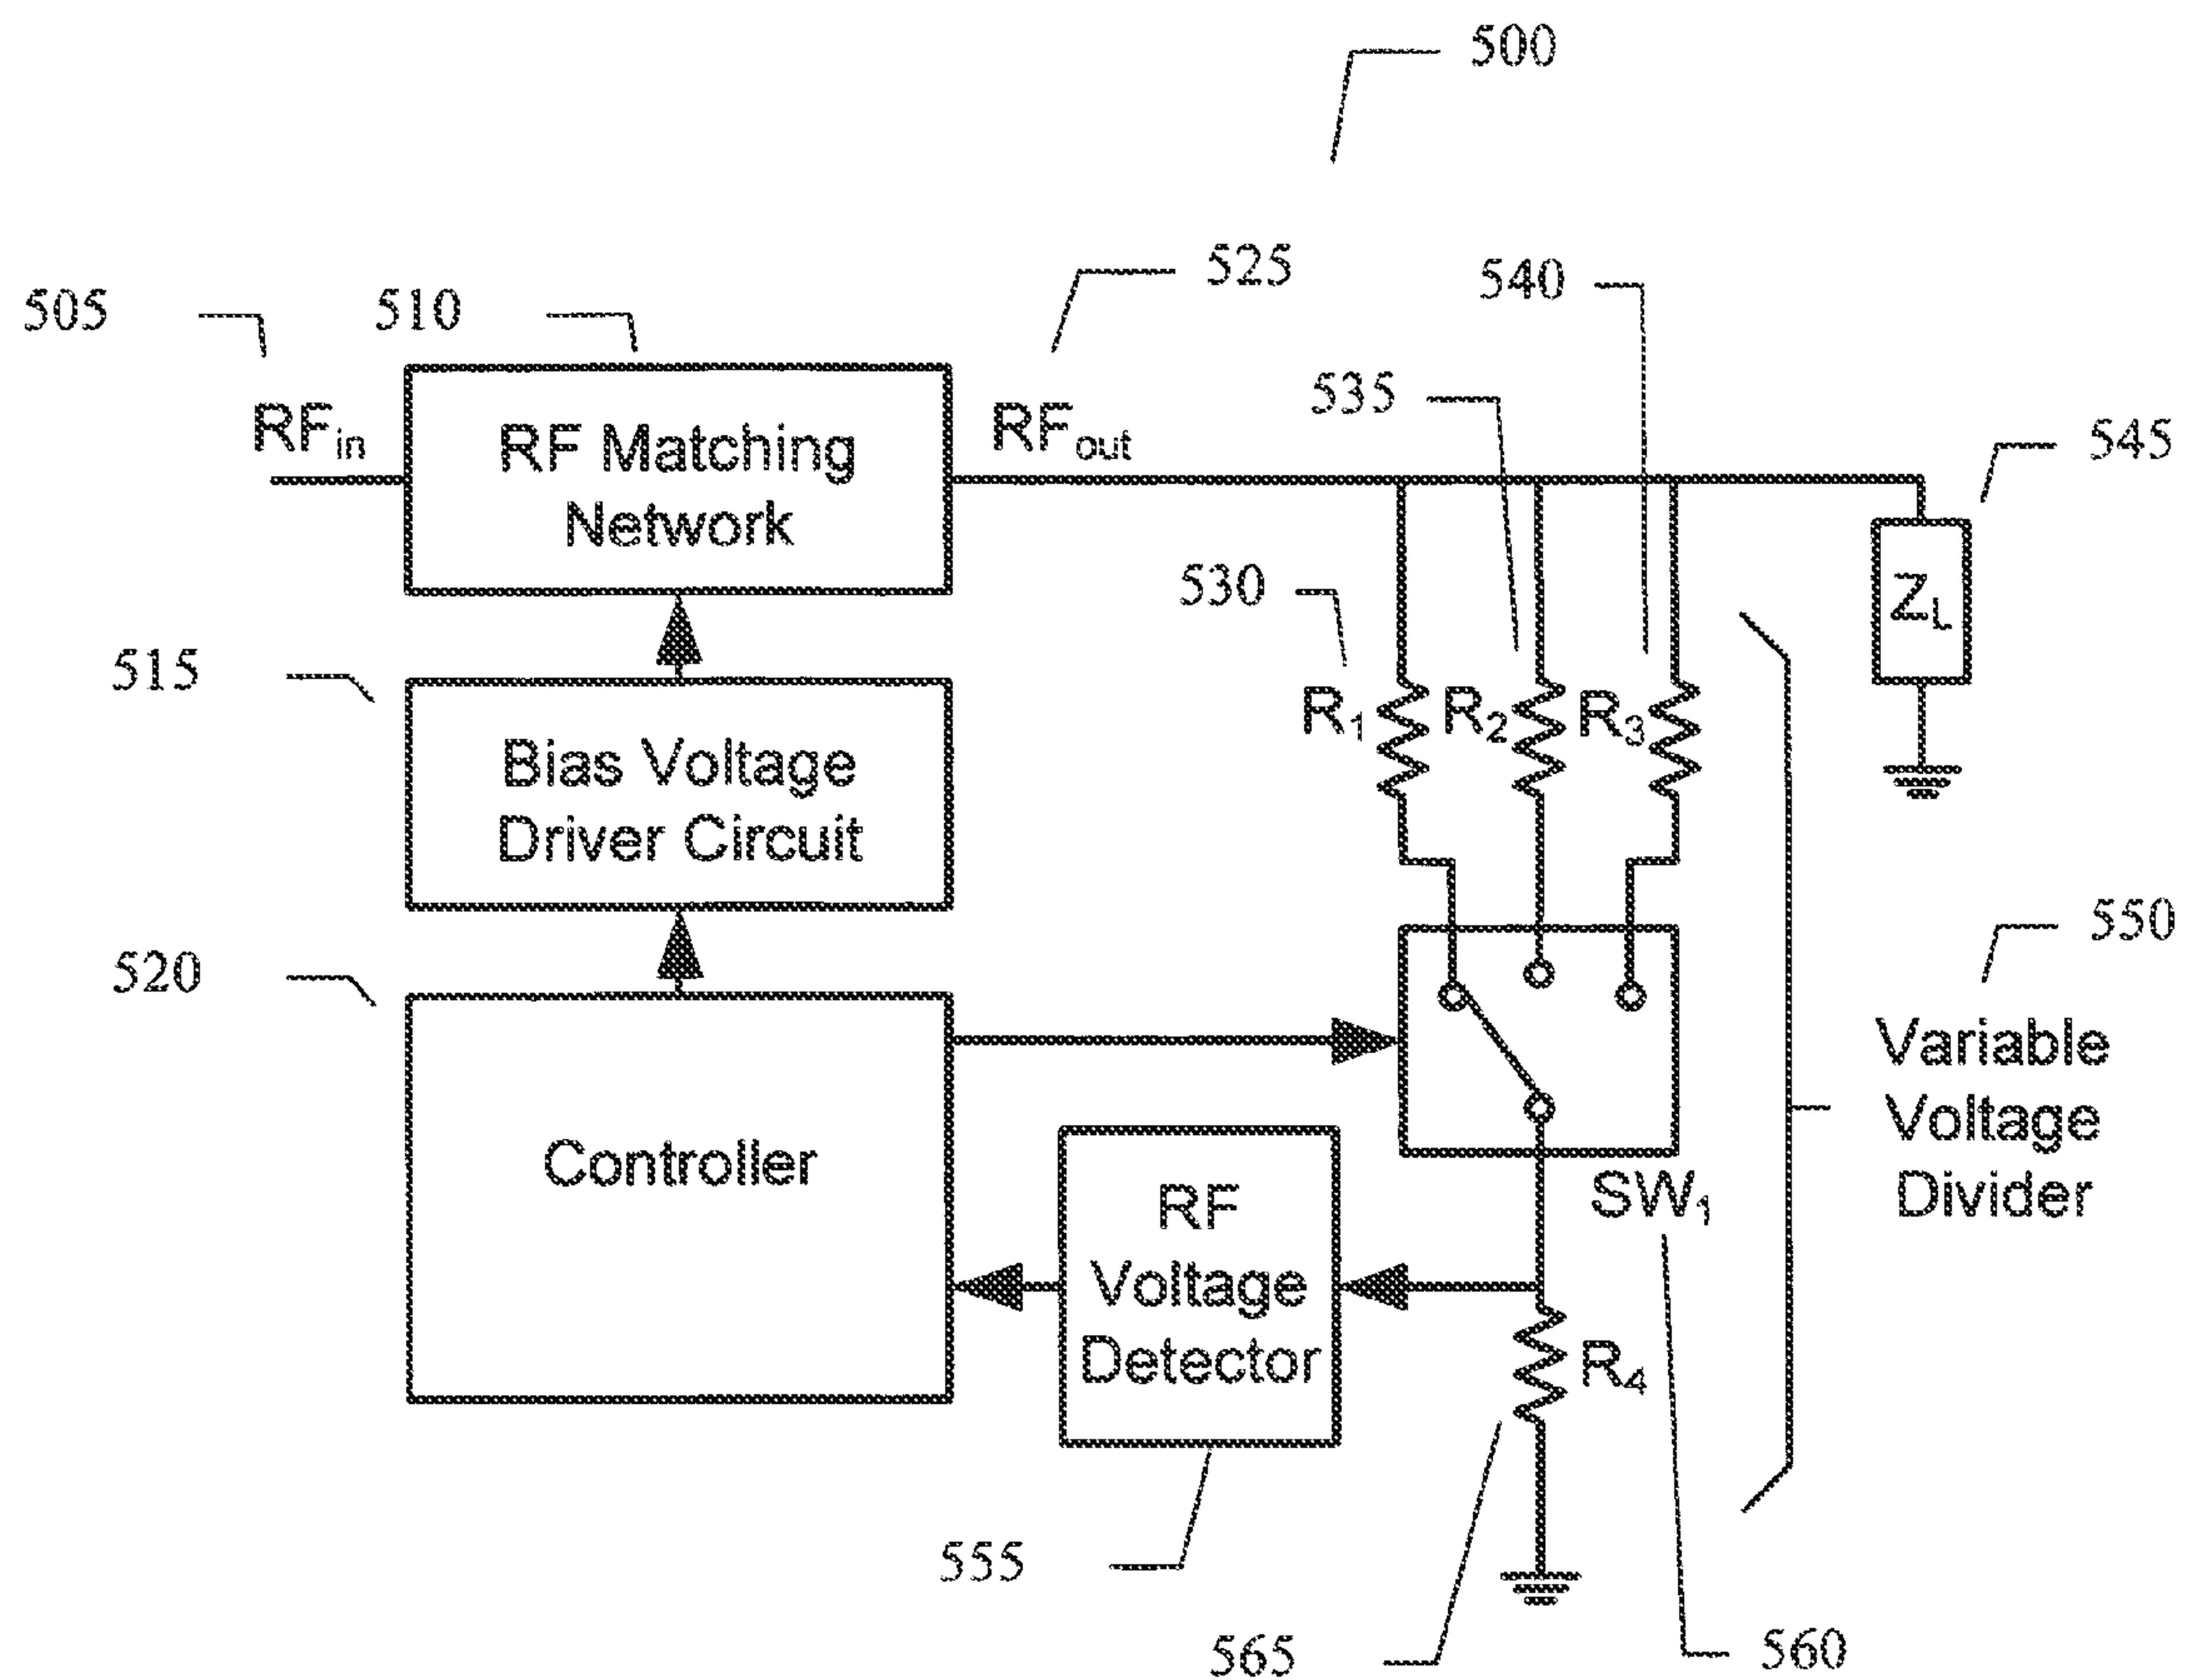 500
505
510
525
540
535
545
RFin
RF Matching
Network
RFout
530
ZL
515
R1
R2
R3
Bias Voltage
Driver Circuit
520
550
Variable
Voltage
Divider
Controller
SW1
RF
Voltage
Detector
R4
555
565
560